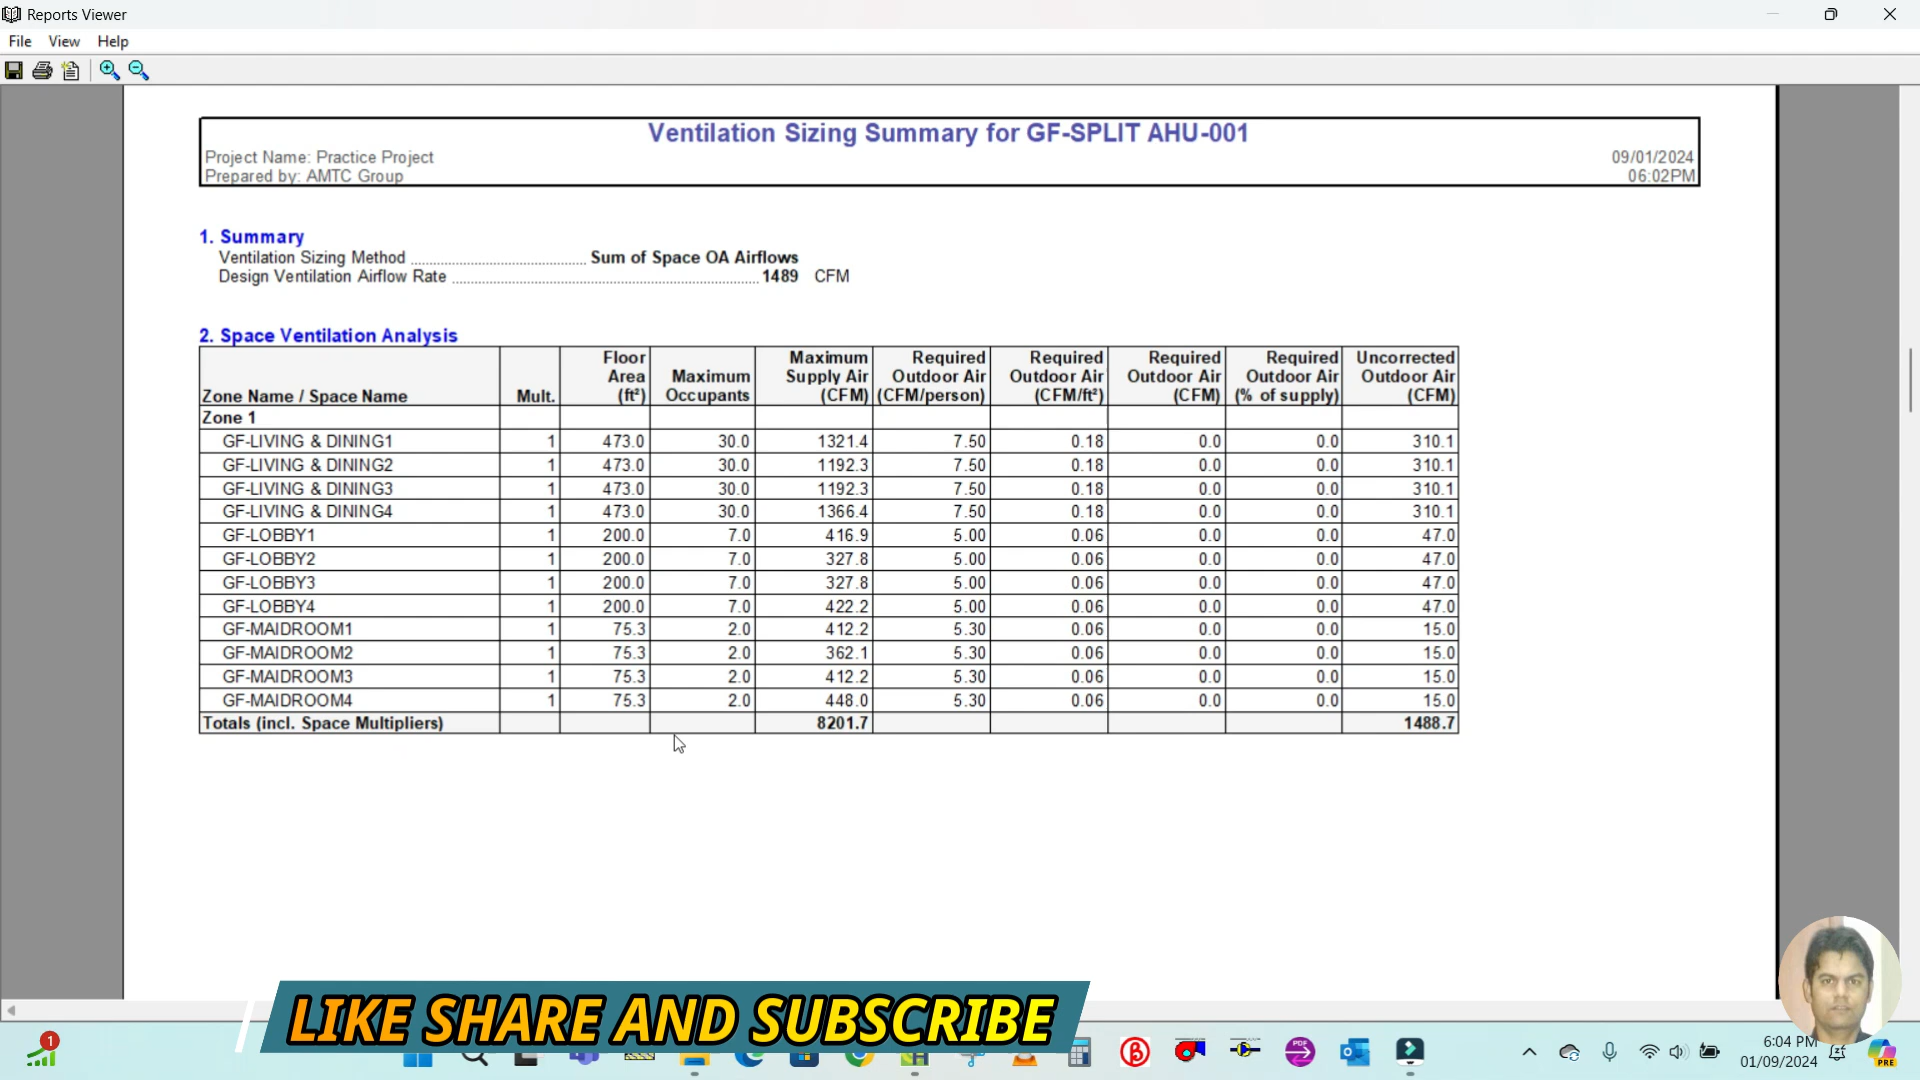 Reports Viewer
File View Help
Ventilation Sizing Summary for GF-SPLIT AHU-001
Project Name: Practice Project 09/01/2024
Prepared by: AMTC Group 06:02PM
1. Summary
Ventilation Sizing Method ................................ Sum of Space OA Airflows
Design Ventilation Airflow Rate ................................ 1489 CFM
2. Space Ventilation Analysis
Zone Name / Space Name Mult. Floor Area (ft²) Maximum Occupants Maximum Supply Air (CFM) Required Outdoor Air (CFM/person) Required Outdoor Air (CFM/ft²) Required Outdoor Air (CFM) Required Outdoor Air (% of supply) Uncorrected Outdoor Air (CFM)
Zone 1
GF-LIVING & DINING1 1 473.0 30.0 1321.4 7.50 0.18 0.0 0.0 310.1
GF-LIVING & DINING2 1 473.0 30.0 1192.3 7.50 0.18 0.0 0.0 310.1
GF-LIVING & DINING3 1 473.0 30.0 1192.3 7.50 0.18 0.0 0.0 310.1
GF-LIVING & DINING4 1 473.0 30.0 1366.4 7.50 0.18 0.0 0.0 310.1
GF-LOBBY1 1 200.0 7.0 416.9 5.00 0.06 0.0 0.0 47.0
GF-LOBBY2 1 200.0 7.0 327.8 5.00 0.06 0.0 0.0 47.0
GF-LOBBY3 1 200.0 7.0 327.8 5.00 0.06 0.0 0.0 47.0
GF-LOBBY4 1 200.0 7.0 422.2 5.00 0.06 0.0 0.0 47.0
GF-MAIDROOM1 1 75.3 2.0 412.2 5.30 0.06 0.0 0.0 15.0
GF-MAIDROOM2 1 75.3 2.0 362.1 5.30 0.06 0.0 0.0 15.0
GF-MAIDROOM3 1 75.3 2.0 412.2 5.30 0.06 0.0 0.0 15.0
GF-MAIDROOM4 1 75.3 2.0 448.0 5.30 0.06 0.0 0.0 15.0
Totals (incl. Space Multipliers) 8201.7 1488.7
LIKE SHARE AND SUBSCRIBE
1
PDF
6:04 PM
01/09/2024
PRE